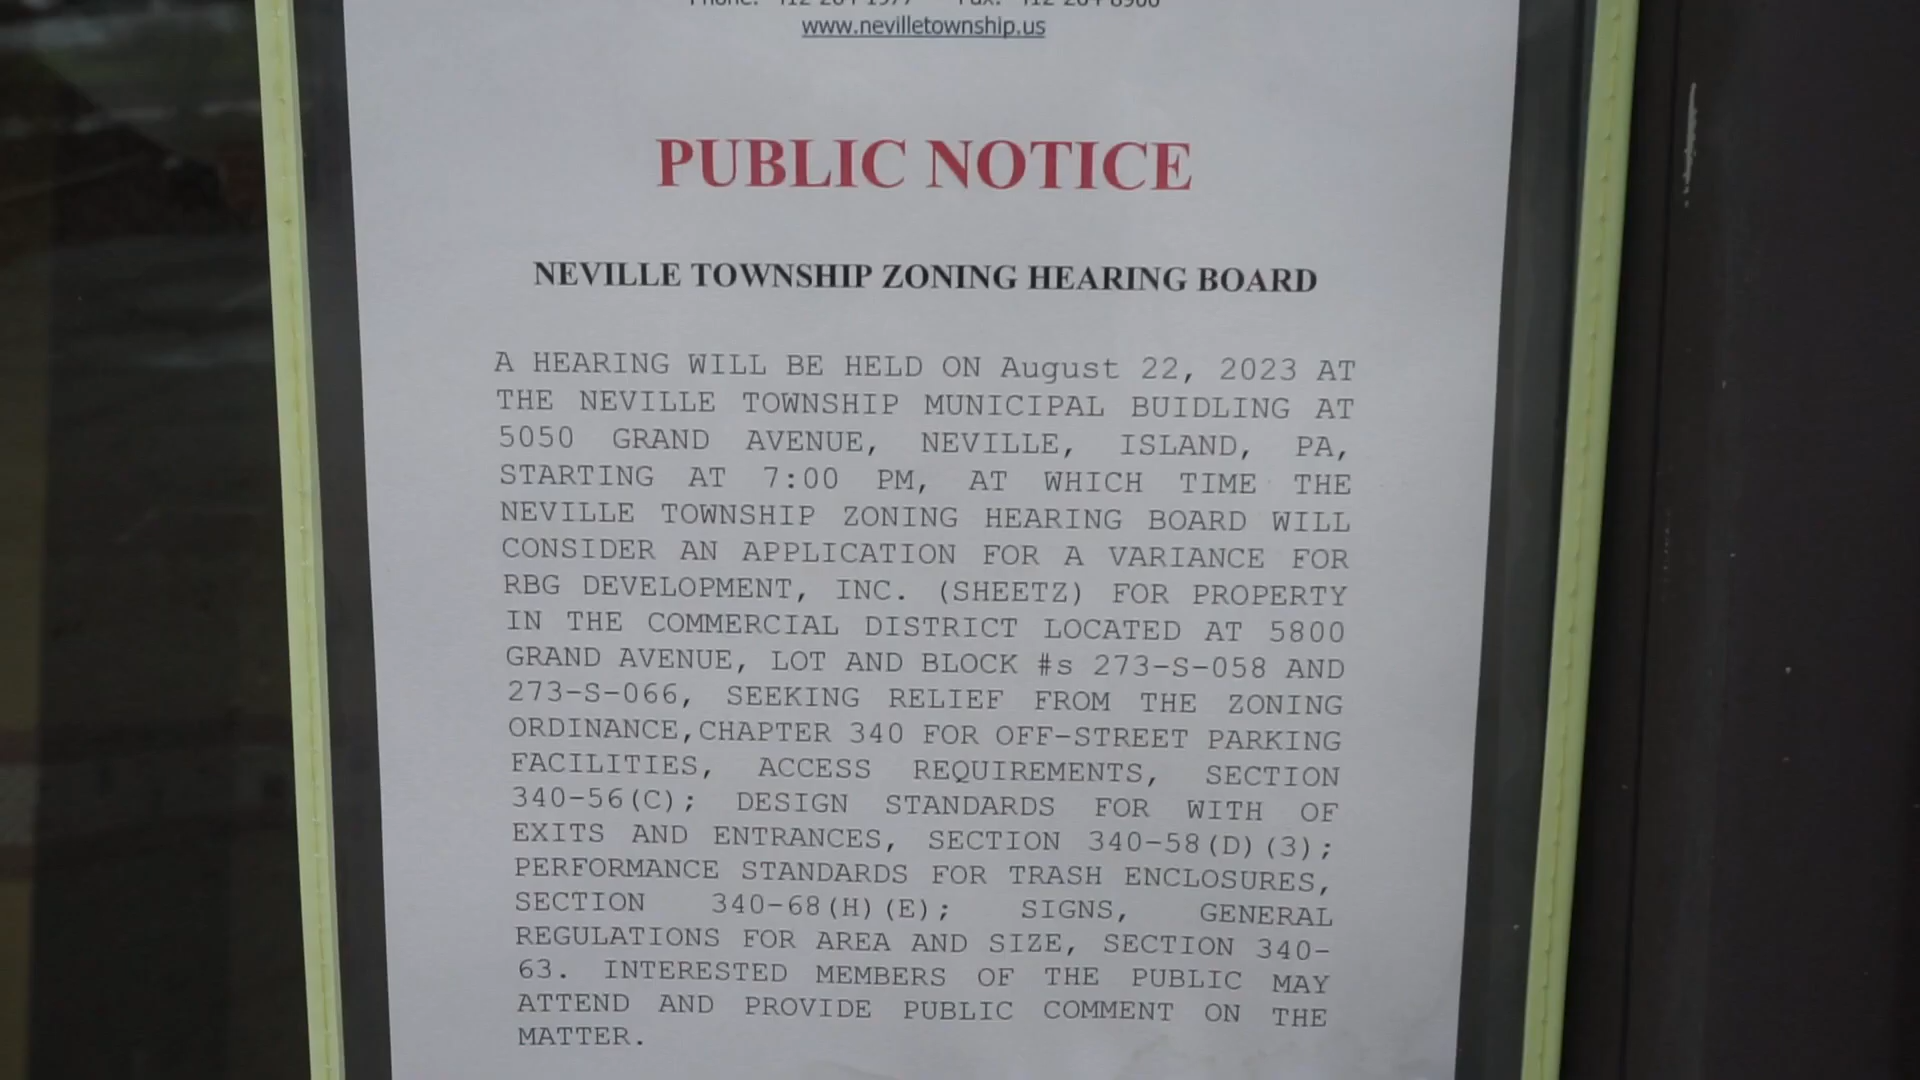 www.nevilletownship.us
PUBLIC NOTICE
NEVILLE TOWNSHIP ZONING HEARING BOARD
A HEARING WILL BE HELD ON August 22, 2023 AT
THE NEVILLE TOWNSHIP MUNICIPAL BUIDLING AT
5050 GRAND AVENUE, NEVILLE, ISLAND, PA,
STARTING AT 7:00 PM, AT WHICH TIME THE
NEVILLE TOWNSHIP ZONING HEARING BOARD WILL
CONSIDER AN APPLICATION FOR A VARIANCE FOR
RBG DEVELOPMENT, INC. (SHEETZ) FOR PROPERTY
IN THE COMMERCIAL DISTRICT LOCATED AT 5800
GRAND AVENUE, LOT AND BLOCK #s 273-S-058 AND
273-S-066, SEEKING RELIEF FROM THE ZONING
ORDINANCE,CHAPTER 340 FOR OFF-STREET PARKING
FACILITIES, ACCESS REQUIREMENTS, SECTION
340-56(C); DESIGN STANDARDS FOR WITH OF
EXITS AND ENTRANCES, SECTION 340-58(D)(3);
PERFORMANCE STANDARDS FOR TRASH ENCLOSURES,
SECTION 340-68(H)(E); SIGNS, GENERAL
REGULATIONS FOR AREA AND SIZE, SECTION 340-
63. INTERESTED MEMBERS OF THE PUBLIC MAY
ATTEND AND PROVIDE PUBLIC COMMENT ON THE
MATTER.